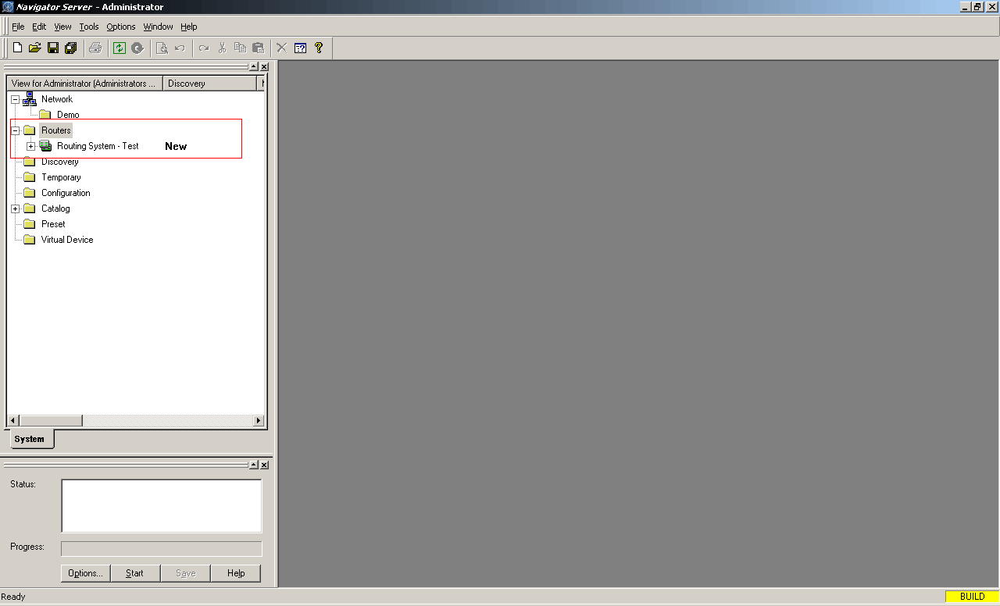 Navigator Server - Administrator
File Edit View Tools Options Window Help
View for Administrator (Administrators ... Discovery
Network
Demo
Routers
Routing System - Test New
Discovery
Temporary
Configuration
Catalog
Preset
Virtual Device
System
Status:
Progress:
Options... Start Save Help
Ready BUILD